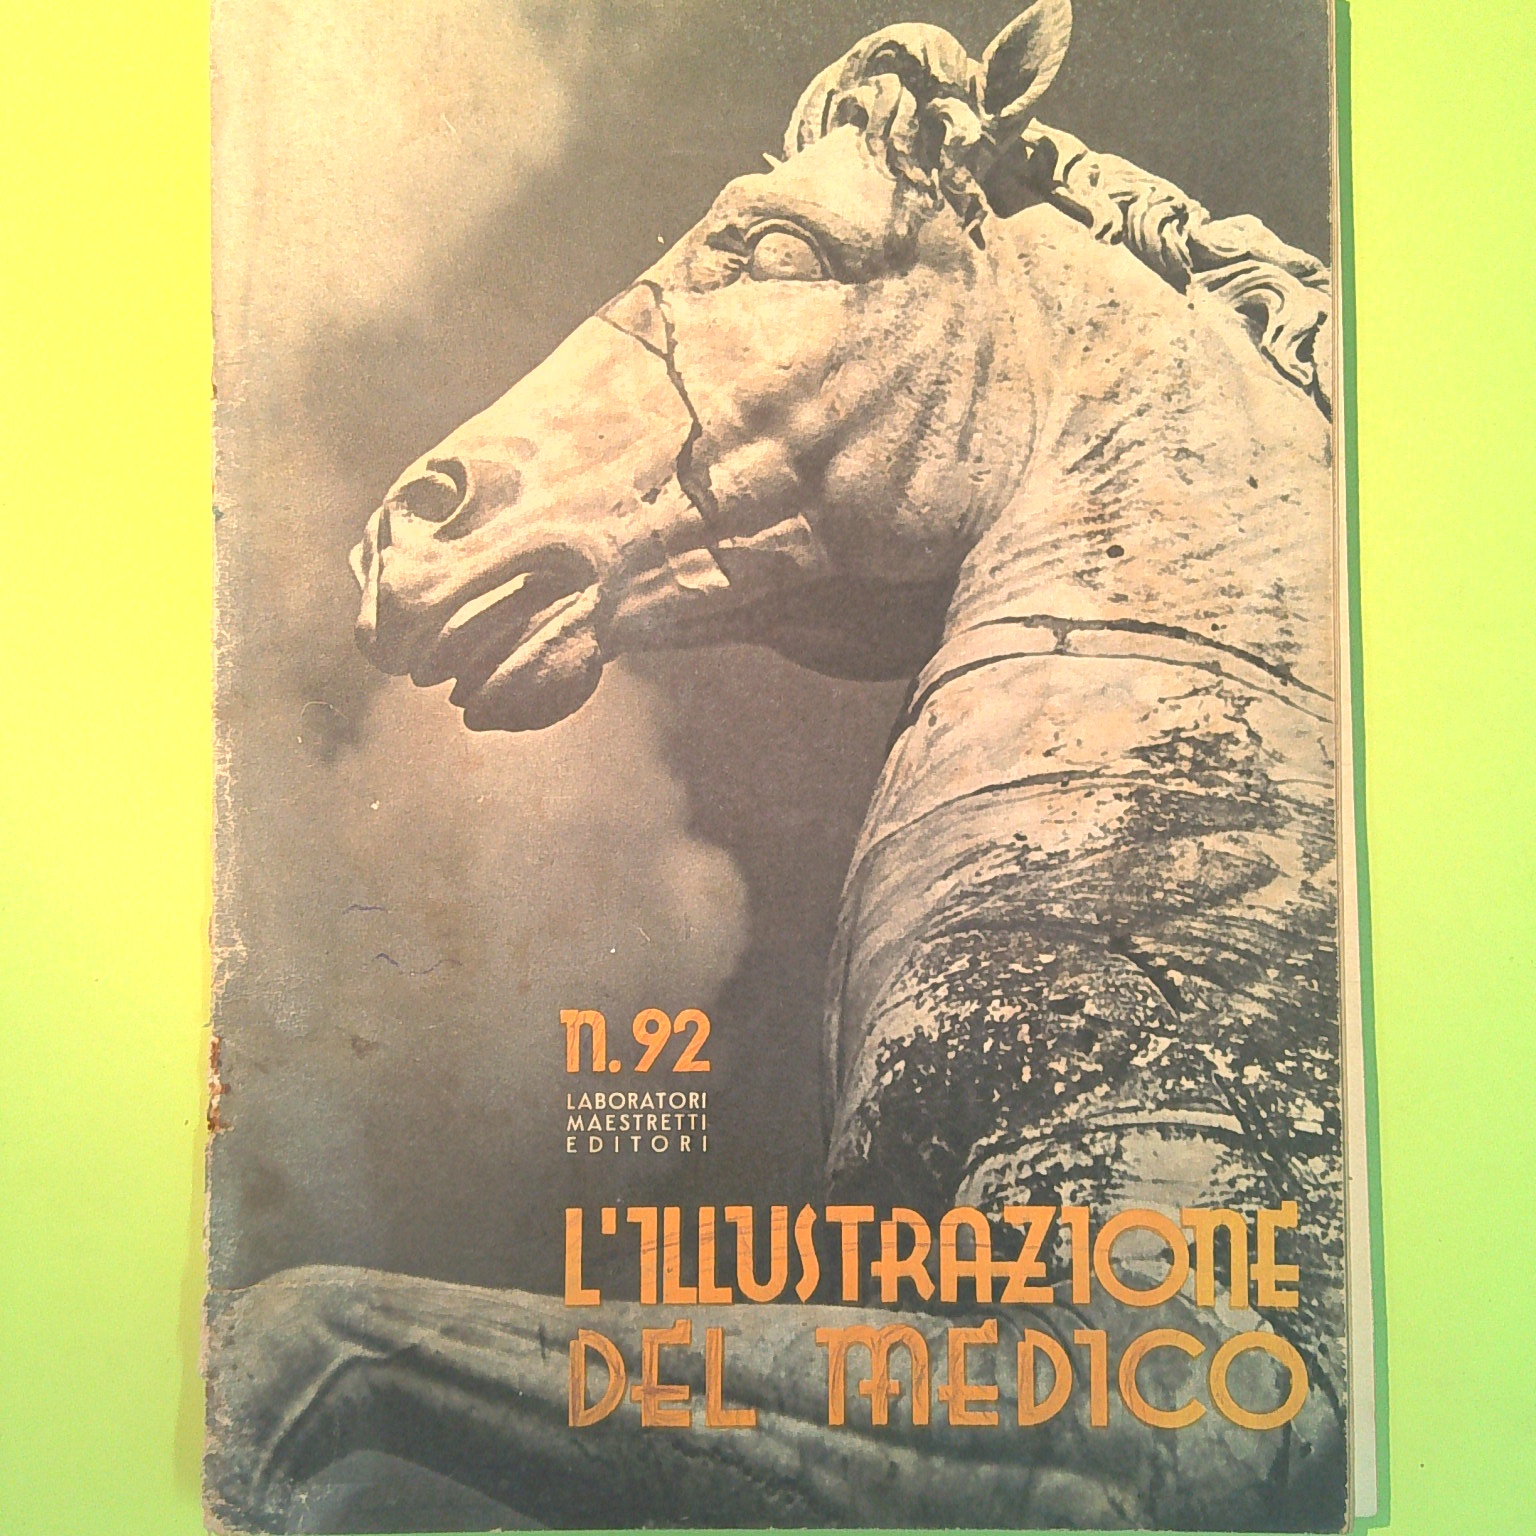 n. 92
LABORATORI
MAESTRETTI
EDITORI
L'ILLUSTRAZIONE
DEL MEDICO